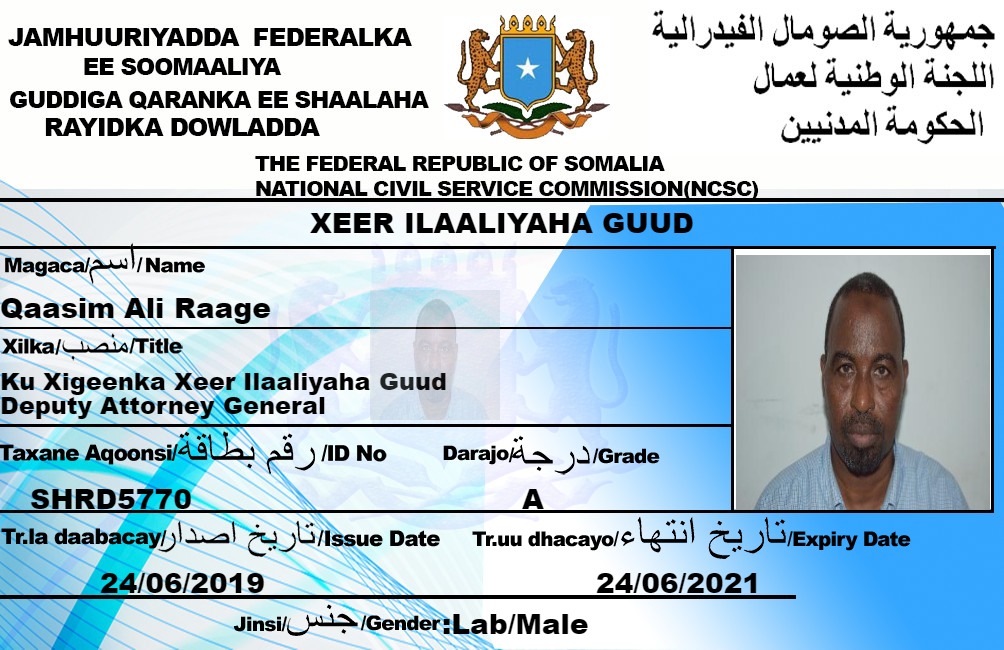 JAMHUURIYADDA FEDERALKA
EE SOOMAALIYA
GUDDIGA QARANKA EE SHAALAHA
RAYIDKA DOWLADDA
جمهورية الصومال الفيدرالية
اللجنة الوطنية لعمال
الحكومة المدنيين
THE FEDERAL REPUBLIC OF SOMALIA
NATIONAL CIVIL SERVICE COMMISSION(NCSC)
XEER ILAALIYAHA GUUD
Magaca/اسم/Name
Qaasim Ali Raage
Xilka/منصب/Title
Ku Xigeenka Xeer Ilaaliyaha Guud
Deputy Attorney General
Taxane Aqoonsi/رقم بطاقة/ID No Darajo/درجة/Grade
SHRD5770 A
Tr.la daabacay/تاريخ اصدار/Issue Date Tr.uu dhacayo/تاريخ انتهاء/Expiry Date
24/06/2019 24/06/2021
Jinsi/جنس/Gender:Lab/Male